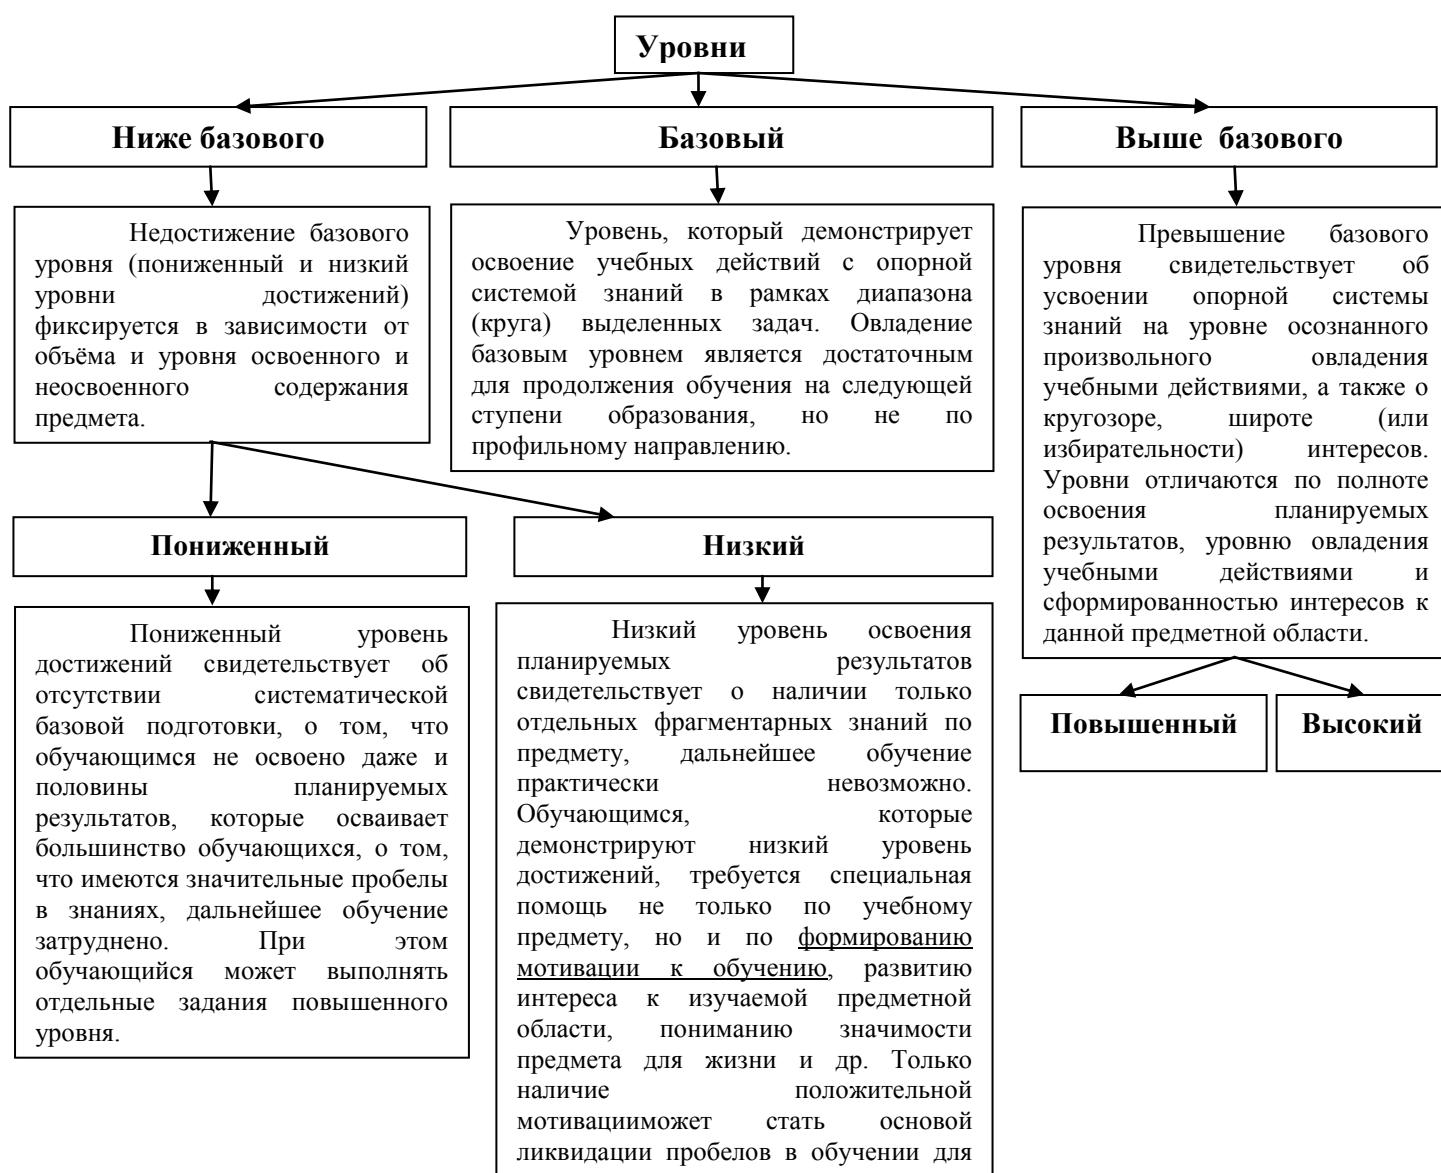 Уровни
Ниже базового
Базовый
Выше базового
Недостижение базового
уровня (пониженный и низкий
уровни достижений)
фиксируется в зависимости от
объёма и уровня освоенного и
неосвоенного содержания
предмета.
Уровень, который демонстрирует
освоение учебных действий с опорной
системой знаний в рамках диапазона
(круга) выделенных задач. Овладение
базовым уровнем является достаточным
для продолжения обучения на следующей
ступени образования, но не по
профильному направлению.
Превышение базового
уровня свидетельствует об
усвоении опорной системы
знаний на уровне осознанного
произвольного овладения
учебными действиями, а также о
кругозоре, широте (или
избирательности) интересов.
Уровни отличаются по полноте
освоения планируемых
результатов, уровню овладения
учебными действиями и
сформированностью интересов к
данной предметной области.
Пониженный
Низкий
Повышенный
Высокий
Пониженный уровень
достижений свидетельствует об
отсутствии систематической
базовой подготовки, о том, что
обучающимся не освоено даже и
половины планируемых
результатов, которые осваивает
большинство обучающихся, о том,
что имеются значительные пробелы
в знаниях, дальнейшее обучение
затруднено. При этом
обучающийся может выполнять
отдельные задания повышенного
уровня.
Низкий уровень освоения
планируемых результатов
свидетельствует о наличии только
отдельных фрагментарных знаний по
предмету, дальнейшее обучение
практически невозможно.
Обучающимся, которые
демонстрируют низкий уровень
достижений, требуется специальная
помощь не только по учебному
предмету, но и по формированию
мотивации к обучению, развитию
интереса к изучаемой предметной
области, пониманию значимости
предмета для жизни и др. Только
наличие положительной
мотивацииможет стать основой
ликвидации пробелов в обучении для